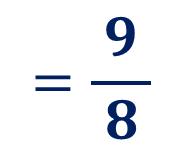 = 9/8